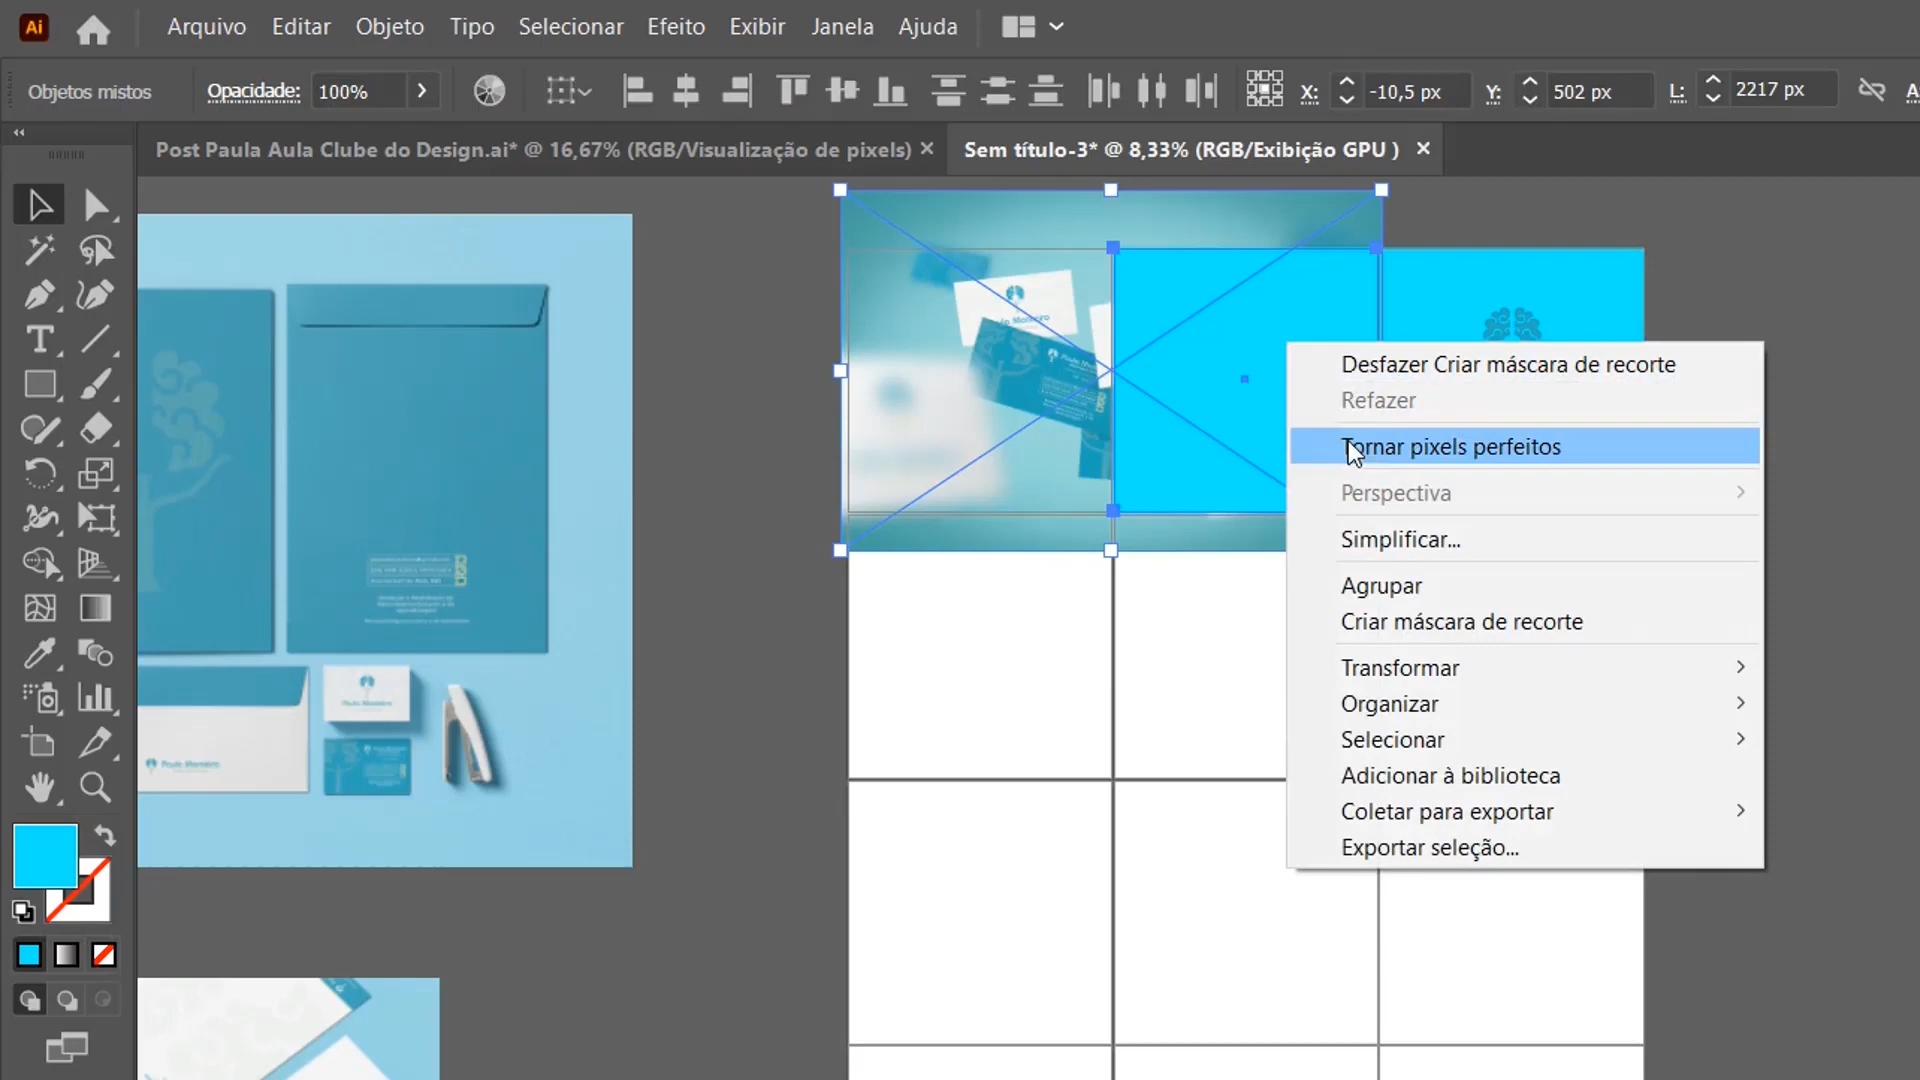 Ai Arquivo Editar Objeto Tipo Selecionar Efeito Exibir Janela Ajuda
Objetos mistos Opacidade: 100% X: -10,5 px Y: 502 px L: 2217 px
Post Paula Aula Clube do Design.ai* @ 16,67% (RGB/Visualização de pixels) × Sem título-3* @ 8,33% (RGB/Exibição GPU ) ×
Desfazer Criar máscara de recorte
Refazer
Tornar pixels perfeitos
Perspectiva
Simplificar...
Agrupar
Criar máscara de recorte
Transformar
Organizar
Selecionar
Adicionar à biblioteca
Coletar para exportar
Exportar seleção...